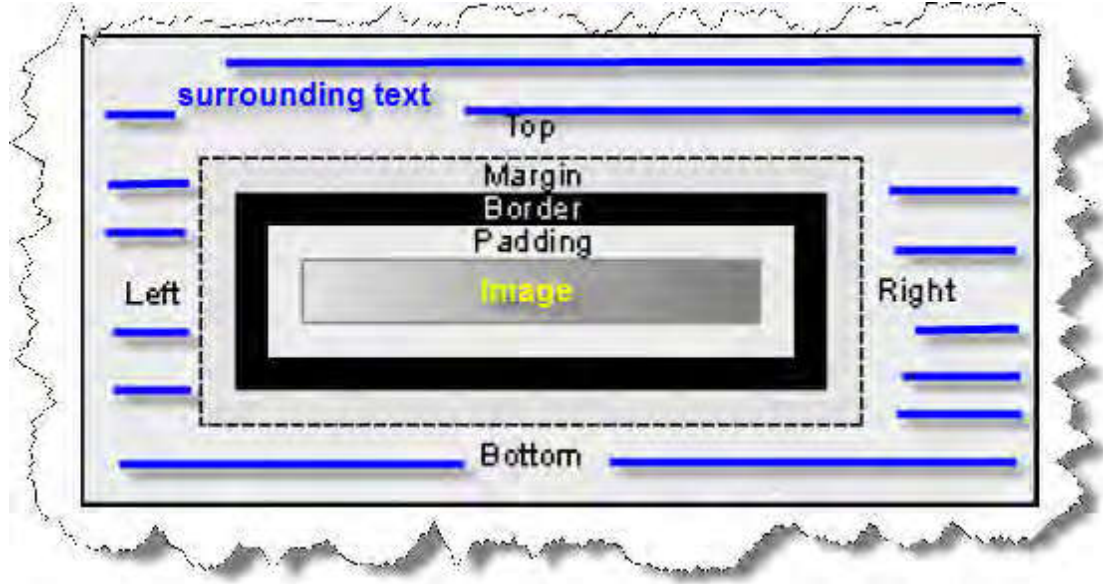 surrounding text
Top
Margin
Border
Padding
Left
Image
Right
Bottom